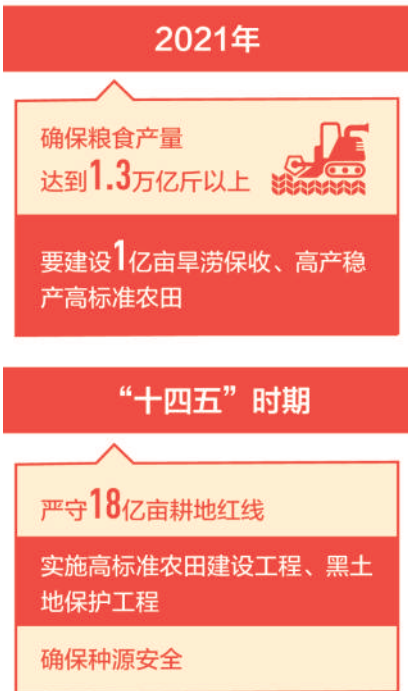 2021年
确保粮食产量
达到1.3万亿斤以上
要建设1亿亩旱涝保收、高产稳
产高标准农田
“十四五”时期
严守18亿亩耕地红线
实施高标准农田建设工程、黑土
地保护工程
确保种源安全